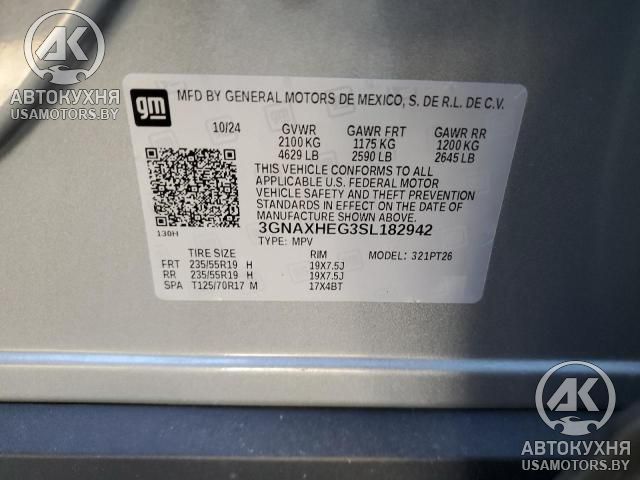 AK
АВТОКУХНЯ
USAMOTORS.BY
gm
MFD BY GENERAL MOTORS DE MEXICO, S. DE R.L. DE C.V.
10/24 GVWR GAWR FRT GAWR RR
2100 KG 1175 KG 1200 KG
4629 LB 2590 LB 2645 LB
THIS VEHICLE CONFORMS TO ALL
APPLICABLE U.S. FEDERAL MOTOR
VEHICLE SAFETY AND THEFT PREVENTION
STANDARDS IN EFFECT ON THE DATE OF
MANUFACTURE SHOWN ABOVE.
3GNAXHEG3SL182942
130H
TYPE: MPV MODEL: 321PT26
TIRE SIZE RIM
FRT 235/55R19 H 19X7.5J
RR 235/55R19 H 19X7.5J
SPA T125/70R17 M 17X4BT
AK
АВТОКУХНЯ
USAMOTORS.BY